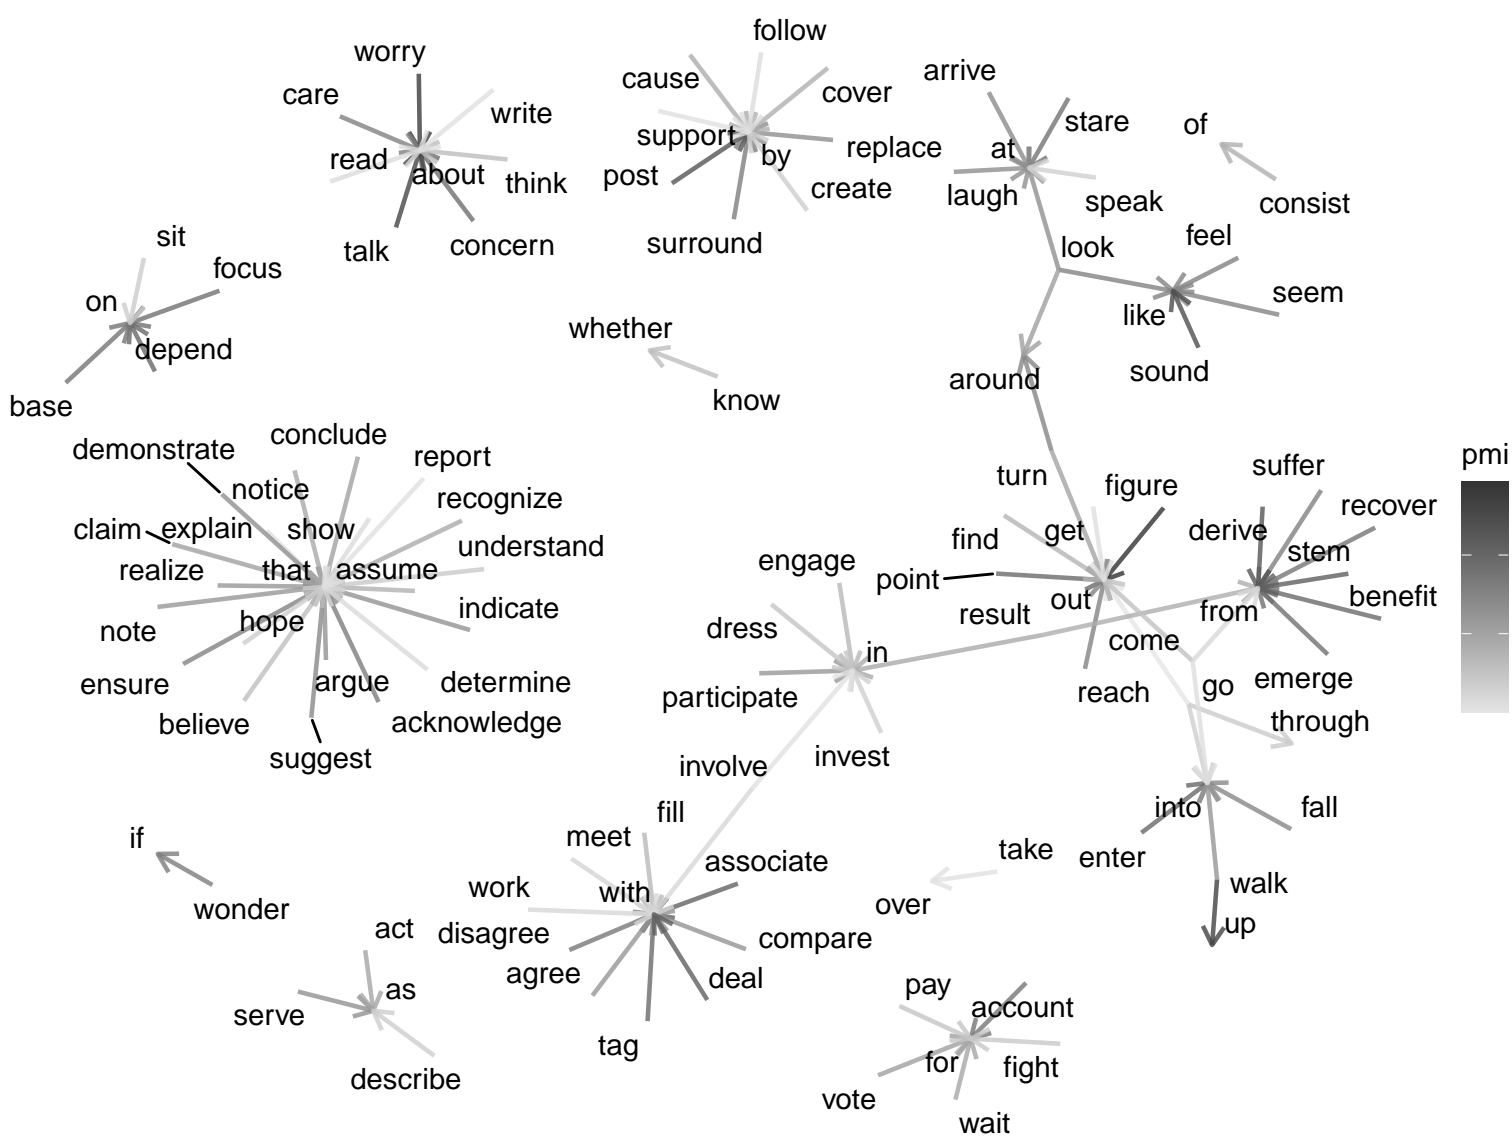 follow
worry
arrive
cause
care
cover
write
stare
of
support
replace
at
read
by
about
think
post
create
laugh
speak
consist
sit
talk
concern
surround
look
feel
focus
on
seem
like
whether
depend
around
sound
know
base
conclude
demonstrate
report
pmi
suffer
turn
figure
notice
recognize
recover
claim
explain
show
get
derive
find
understand
stem
engage
realize
that
assume
point
benefit
out
indicate
result
from
hope
note
dress
come
in
ensure
argue
determine
participate
reach
go
emerge
believe
acknowledge
through
suggest
involve
invest
fill
into
fall
if
meet
take
enter
associate
work
with
walk
wonder
over
act
disagree
compare
up
agree
deal
as
pay
account
serve
tag
for
fight
describe
vote
wait